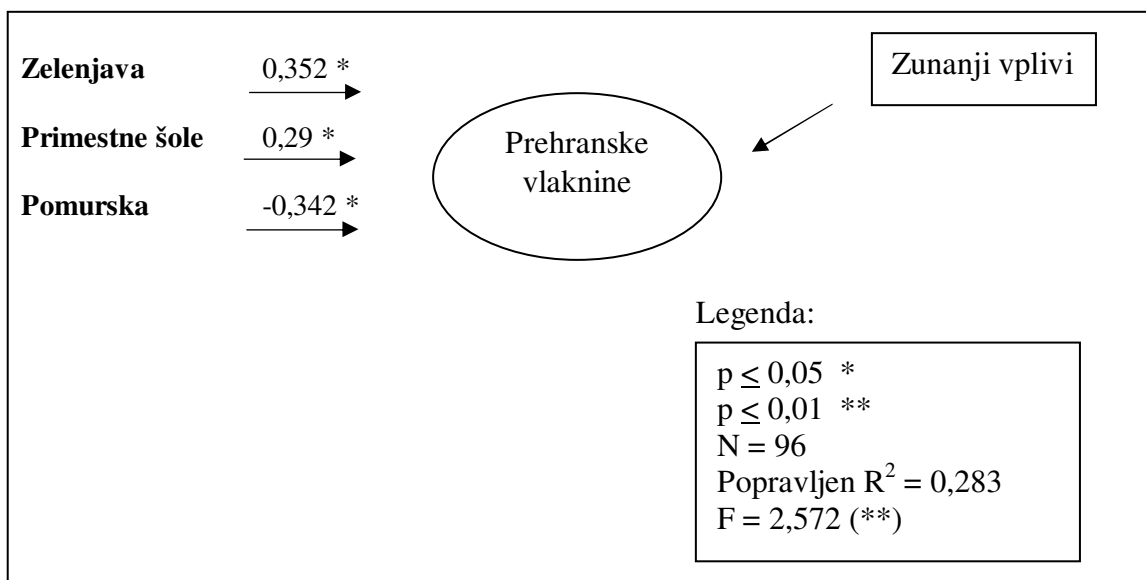 Zelenjava 0,352 *
Primestne šole 0,29 *
Pomurska -0,342 *
Prehranske
vlaknine
Zunanji vplivi
Legenda:
p ≤ 0,05 *
p ≤ 0,01 **
N = 96
Popravljen R² = 0,283
F = 2,572 (**)